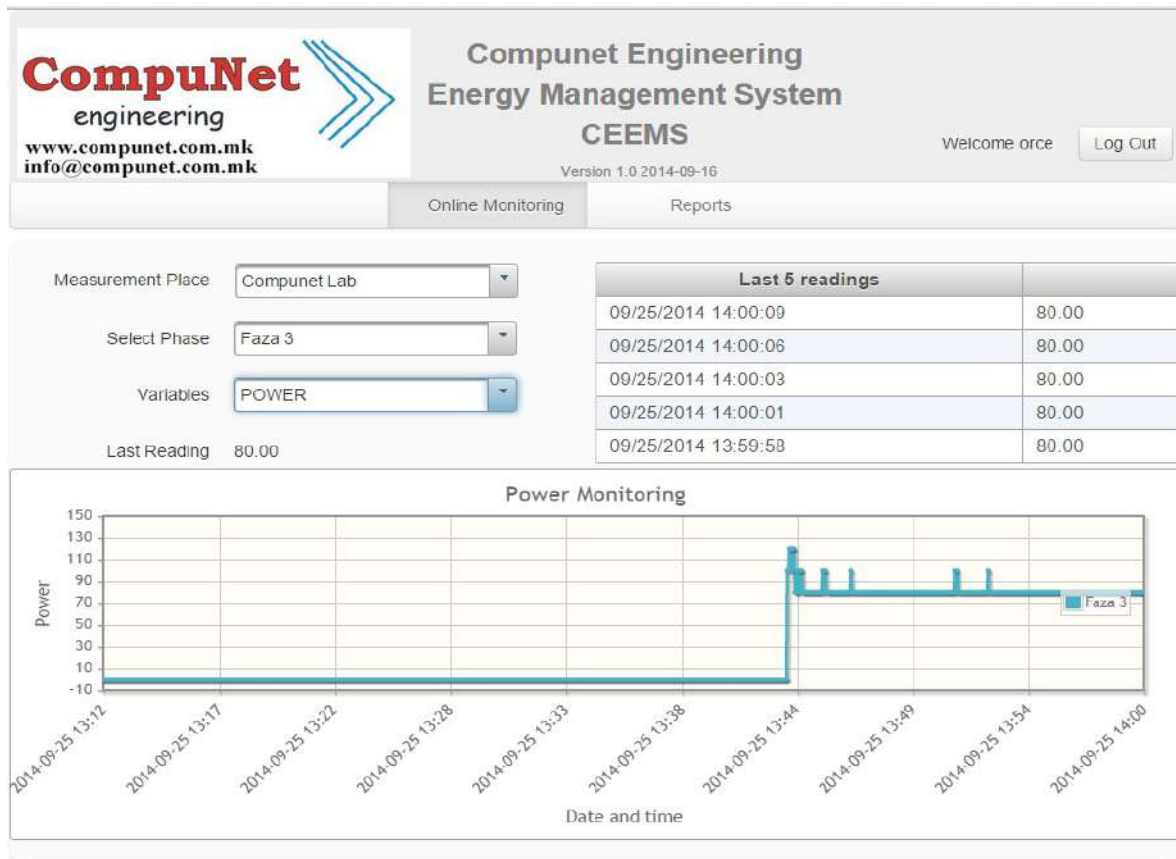 CompuNet
engineering
www.compunet.com.mk
info@compunet.com.mk
Compunet Engineering
Energy Management System
CEEMS
Version 1.0 2014-09-16
Welcome orce
Log Out
Online Monitoring
Reports
Measurement Place
Compunet Lab
Select Phase
Faza 3
Variables
POWER
Last Reading
80.00
Last 5 readings
09/25/2014 14:00:09 80.00
09/25/2014 14:00:06 80.00
09/25/2014 14:00:03 80.00
09/25/2014 14:00:01 80.00
09/25/2014 13:59:58 80.00
Power Monitoring
150
130
110
90
70
50
30
10
-10
Power
Faza 3
2014-09-25 13:12
2014-09-25 13:17
2014-09-25 13:22
2014-09-25 13:28
2014-09-25 13:33
2014-09-25 13:38
2014-09-25 13:44
2014-09-25 13:49
2014-09-25 13:54
2014-09-25 14:00
Date and time